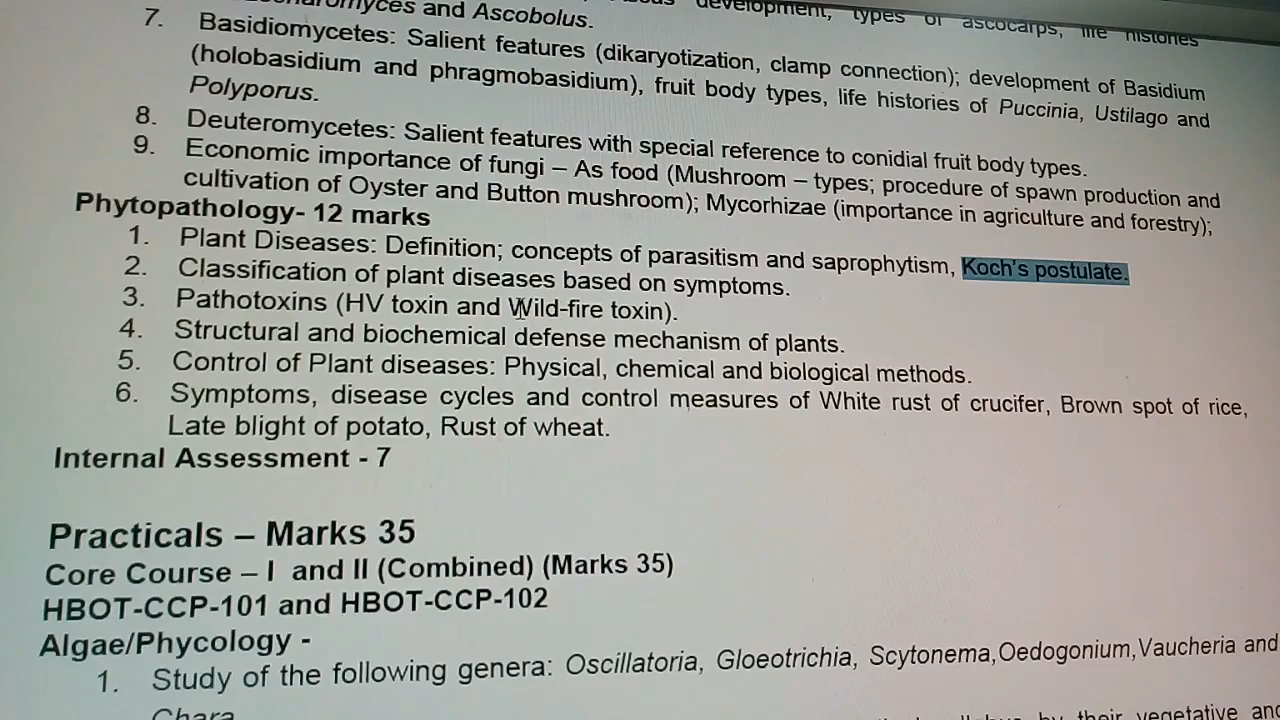 and Ascobolus.
development, types of ascocarps, life histories
7. Basidiomycetes: Salient features (dikaryotization, clamp connection); development of Basidium
(holobasidium and phragmobasidium), fruit body types, life histories of Puccinia, Ustilago and
Polyporus.
8. Deuteromycetes: Salient features with special reference to conidial fruit body types.
9. Economic importance of fungi – As food (Mushroom – types; procedure of spawn production and
cultivation of Oyster and Button mushroom); Mycorhizae (importance in agriculture and forestry);
Phytopathology- 12 marks
1. Plant Diseases: Definition; concepts of parasitism and saprophytism, Koch's postulate.
2. Classification of plant diseases based on symptoms.
3. Pathotoxins (HV toxin and Wild-fire toxin).
4. Structural and biochemical defense mechanism of plants.
5. Control of Plant diseases: Physical, chemical and biological methods.
6. Symptoms, disease cycles and control measures of White rust of crucifer, Brown spot of rice,
Late blight of potato, Rust of wheat.
Internal Assessment - 7
Practicals – Marks 35
Core Course – I and II (Combined) (Marks 35)
HBOT-CCP-101 and HBOT-CCP-102
Algae/Phycology -
1. Study of the following genera: Oscillatoria, Gloeotrichia, Scytonema,Oedogonium,Vaucheria and
Chara
by their vegetative and